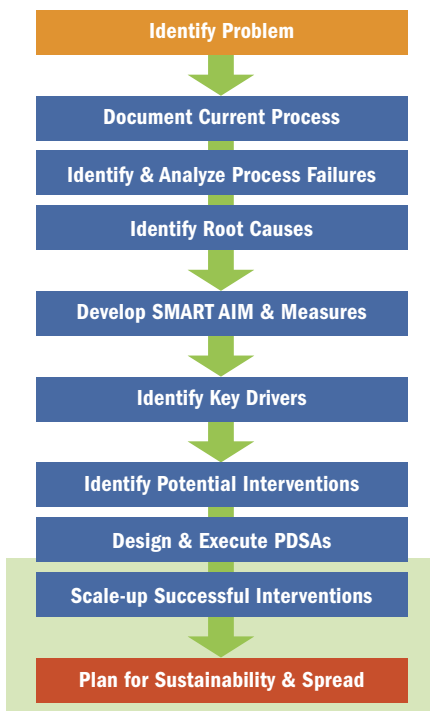 Identify Problem
Document Current Process
Identify & Analyze Process Failures
Identify Root Causes
Develop SMART AIM & Measures
Identify Key Drivers
Identify Potential Interventions
Design & Execute PDSAs
Scale-up Successful Interventions
Plan for Sustainability & Spread